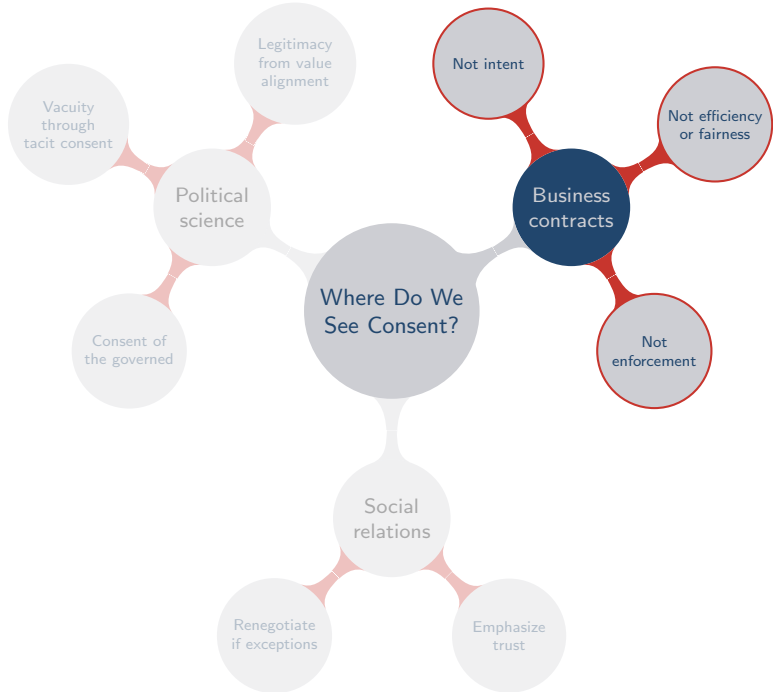 Legitimacy
from value
alignment
Not intent
Vacuity
through
tacit consent
Not efficiency
or fairness
Political
science
Business
contracts
Where Do We
See Consent?
Consent of
the governed
Not
enforcement
Social
relations
Renegotiate
if exceptions
Emphasize
trust